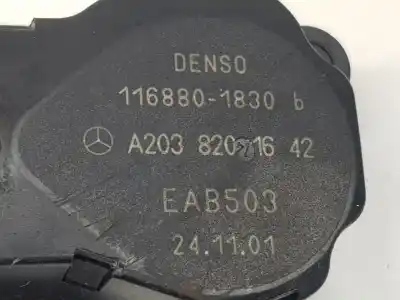 DENSO
116880-1830 b
A203 820 16 42
EAB503
24.11.01